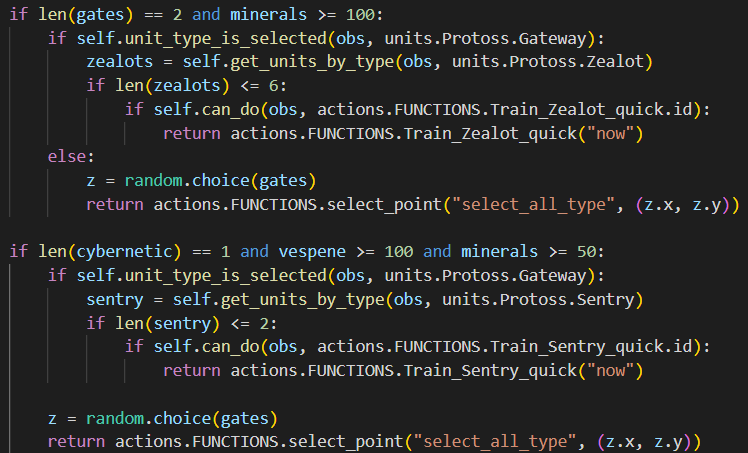 if len(gates) == 2 and minerals >= 100:
    if self.unit_type_is_selected(obs, units.Protoss.Gateway):
        zealots = self.get_units_by_type(obs, units.Protoss.Zealot)
        if len(zealots) <= 6:
            if self.can_do(obs, actions.FUNCTIONS.Train_Zealot_quick.id):
                return actions.FUNCTIONS.Train_Zealot_quick("now")
    else:
        z = random.choice(gates)
        return actions.FUNCTIONS.select_point("select_all_type", (z.x, z.y))

if len(cybernetic) == 1 and vespene >= 100 and minerals >= 50:
    if self.unit_type_is_selected(obs, units.Protoss.Gateway):
        sentry = self.get_units_by_type(obs, units.Protoss.Sentry)
        if len(sentry) <= 2:
            if self.can_do(obs, actions.FUNCTIONS.Train_Sentry_quick.id):
                return actions.FUNCTIONS.Train_Sentry_quick("now")

    z = random.choice(gates)
    return actions.FUNCTIONS.select_point("select_all_type", (z.x, z.y))